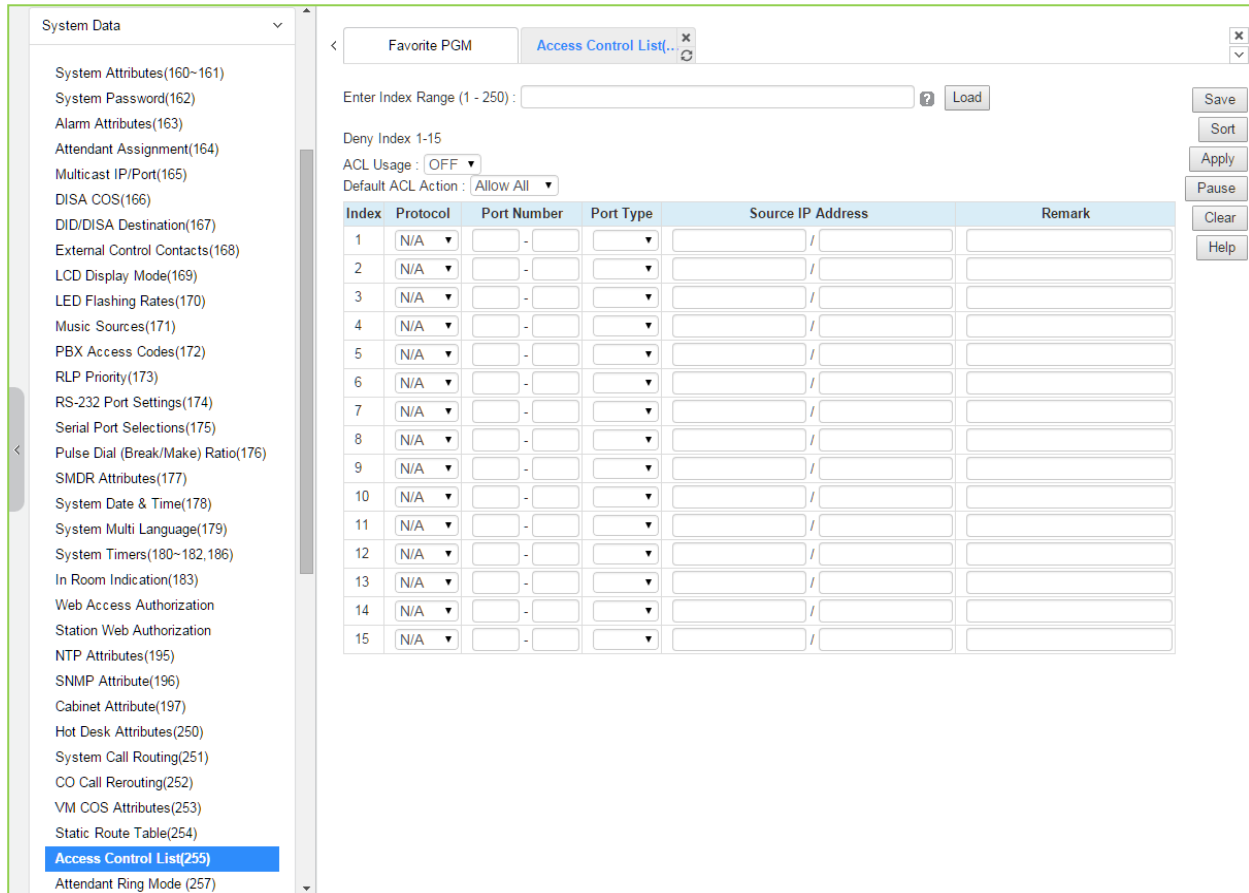 System Data
System Attributes(160~161)
System Password(162)
Alarm Attributes(163)
Attendant Assignment(164)
Multicast IP/Port(165)
DISA COS(166)
DID/DISA Destination(167)
External Control Contacts(168)
LCD Display Mode(169)
LED Flashing Rates(170)
Music Sources(171)
PBX Access Codes(172)
RLP Priority(173)
RS-232 Port Settings(174)
Serial Port Selections(175)
Pulse Dial (Break/Make) Ratio(176)
SMDR Attributes(177)
System Date & Time(178)
System Multi Language(179)
System Timers(180~182,186)
In Room Indication(183)
Web Access Authorization
Station Web Authorization
NTP Attributes(195)
SNMP Attribute(196)
Cabinet Attribute(197)
Hot Desk Attributes(250)
System Call Routing(251)
CO Call Rerouting(252)
VM COS Attributes(253)
Static Route Table(254)
Access Control List(255)
Attendant Ring Mode (257)
Favorite PGM Access Control List(...
Enter Index Range (1 - 250) : ? Load
Deny Index 1-15
ACL Usage : OFF
Default ACL Action : Allow All
Index Protocol Port Number Port Type Source IP Address Remark
1 N/A - /
2 N/A - /
3 N/A - /
4 N/A - /
5 N/A - /
6 N/A - /
7 N/A - /
8 N/A - /
9 N/A - /
10 N/A - /
11 N/A - /
12 N/A - /
13 N/A - /
14 N/A - /
15 N/A - /
Save
Sort
Apply
Pause
Clear
Help